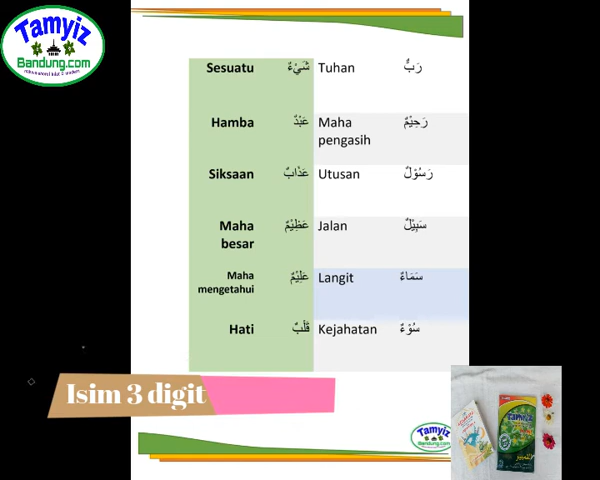 Tamyiz
Bandung.com
Sesuatu شَيْءٌ Tuhan رَبٌّ
Hamba عَبْدٌ Maha pengasih رَحِيْمٌ
Siksaan عَذَابٌ Utusan رَسُوْلٌ
Maha besar عَظِيْمٌ Jalan سَبِيْلٌ
Maha mengetahui عَلِيْمٌ Langit سَمَاءٌ
Hati قَلْبٌ Kejahatan سُوْءٌ
Isim 3 digit
Tamyiz
Bandung.com
Tamyiz